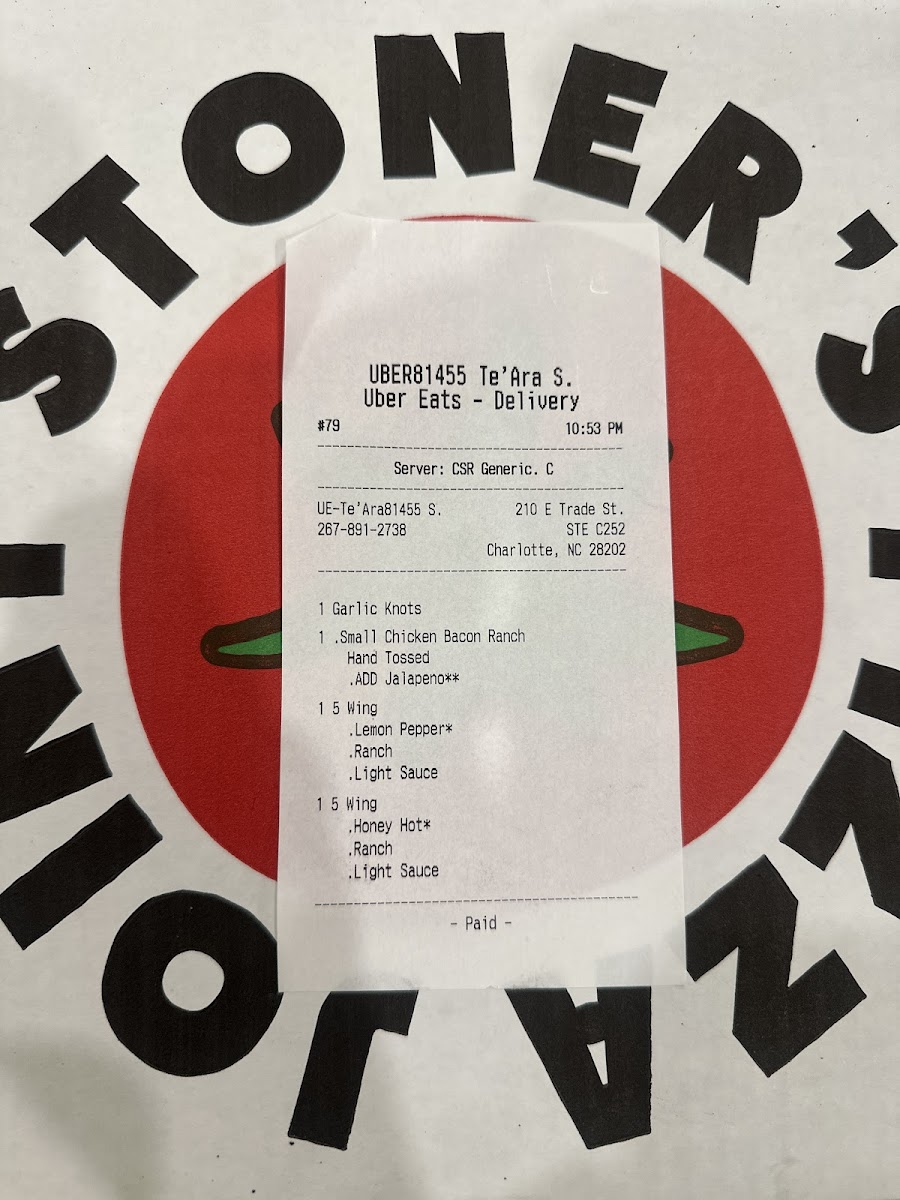 STONER'S
PIZZA
JOINT
UBER81455 Te'Ara S.
Uber Eats - Delivery
#79 10:53 PM
Server: CSR Generic. C
UE-Te'Ara81455 S. 210 E Trade St.
267-891-2738 STE C252
Charlotte, NC 28202
1 Garlic Knots
1 .Small Chicken Bacon Ranch
Hand Tossed
.ADD Jalapeno**
1 5 Wing
.Lemon Pepper*
.Ranch
.Light Sauce
1 5 Wing
.Honey Hot*
.Ranch
.Light Sauce
- Paid -